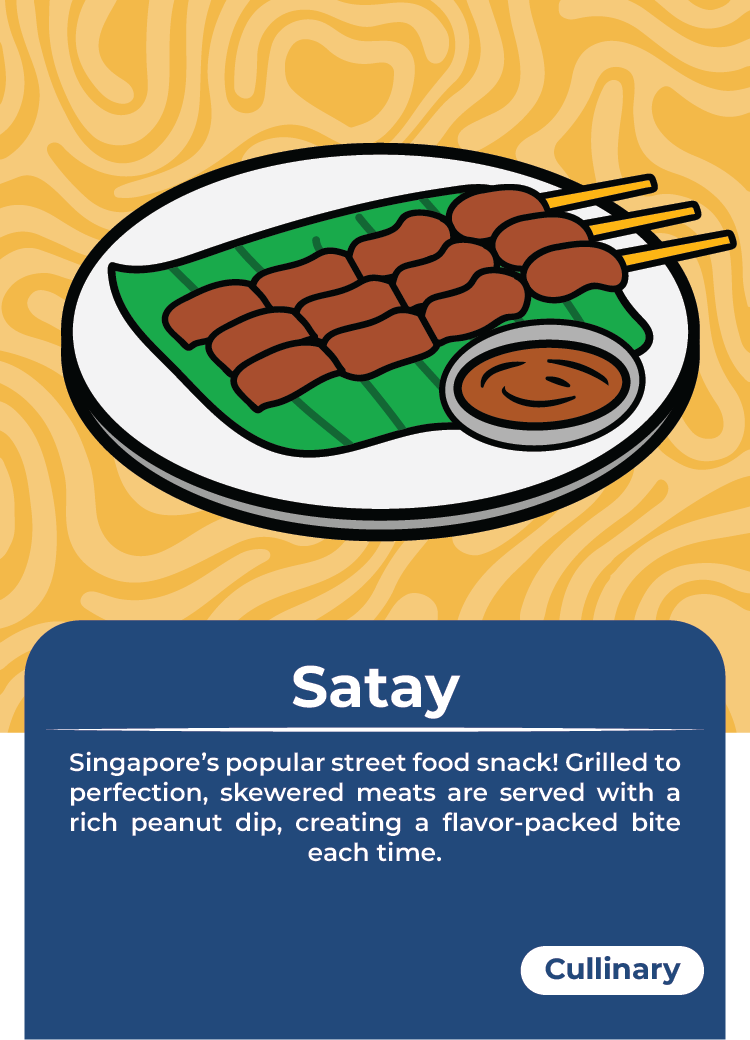 Satay
Singapore’s popular street food snack! Grilled to
perfection, skewered meats are served with a
rich peanut dip, creating a flavor-packed bite
each time.
Cullinary